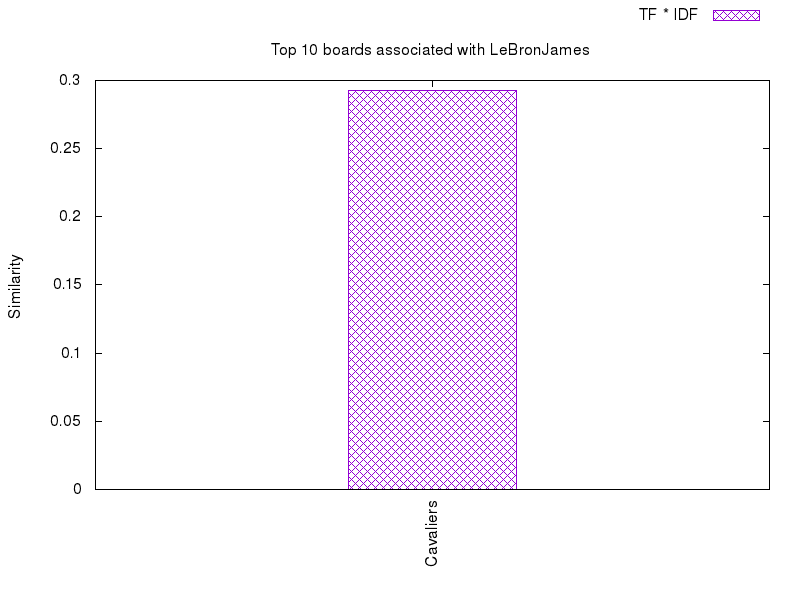 TF * IDF
Top 10 boards associated with LeBronJames
0.3
0.25
0.2
0.15
0.1
0.05
0
Similarity
Cavaliers